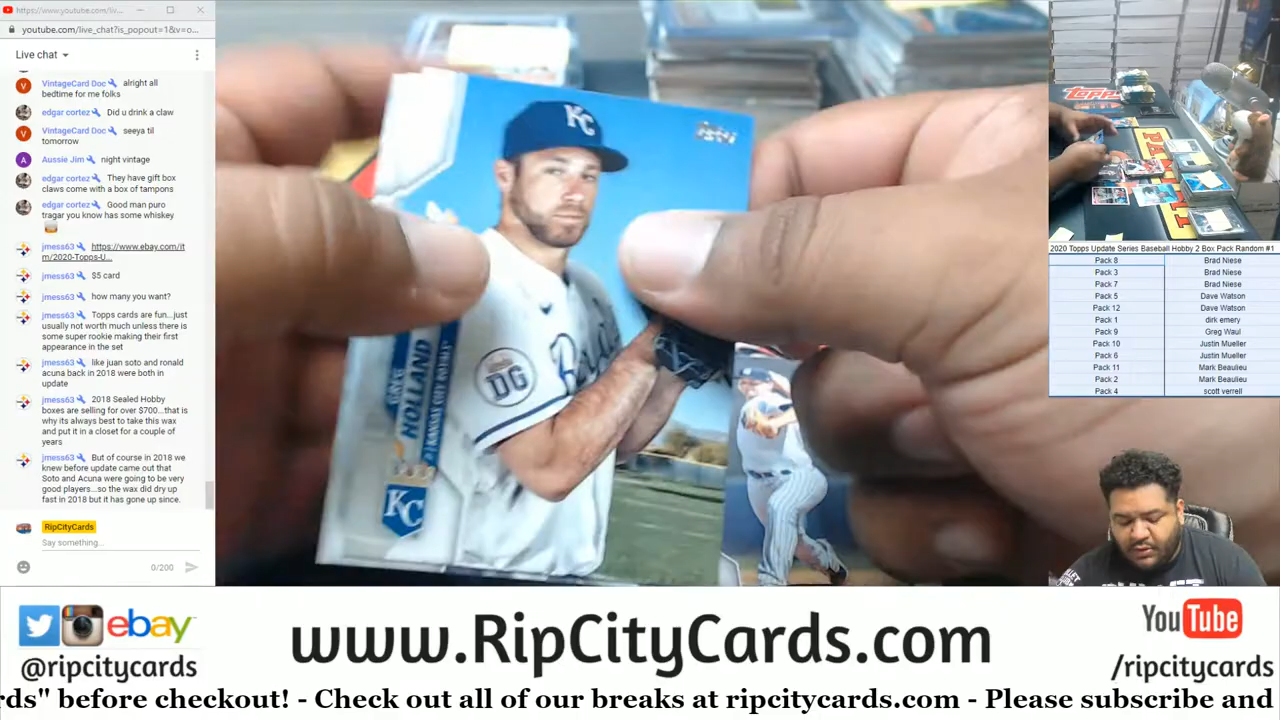 https://www.youtube.com/liv...
youtube.com/live_chat?is_popout=1&v=o...
Live chat
VintageCard Doc alright all
bedtime for me folks
edgar cortez Did u drink a claw
VintageCard Doc seeya til
tomorrow
Aussie Jim night vintage
edgar cortez They have gift box
claws come with a box of tampons
edgar cortez Good man puro
tragar you know has some whiskey
jmess63 https://www.ebay.com/it
m/2020-Topps-U...
jmess63 $5 card
jmess63 how many you want?
jmess63 Topps cards are fun...just
usually not worth much unless there is
some super rookie making their first
appearance in the set
jmess63 like juan soto and ronald
acuna back in 2018 were both in
update
jmess63 2018 Sealed Hobby
boxes are selling for over $700...that is
why its always best to take this wax
and put it in a closet for a couple of
years
jmess63 But of course in 2018 we
knew before update came out that
Soto and Acuna were going to be very
good players...so the wax did dry up
fast in 2018 but it has gone up since.
RipCityCards
Say something...
0/200
KC
DG
HOLLAND
KANSAS CITY ROYALS
KC
Topps
PANINI
2020 Topps Update Series Baseball Hobby 2 Box Pack Random #1
Pack 8 Brad Niese
Pack 3 Brad Niese
Pack 7 Brad Niese
Pack 5 Dave Watson
Pack 12 Dave Watson
Pack 1 dirk emery
Pack 9 Greg Waul
Pack 10 Justin Mueller
Pack 6 Justin Mueller
Pack 11 Mark Beaulieu
Pack 2 Mark Beaulieu
Pack 4 scott verrell
ebay
@ripcitycards
www.RipCityCards.com
YouTube
/ripcitycards
rds" before checkout! - Check out all of our breaks at ripcitycards.com - Please subscribe and